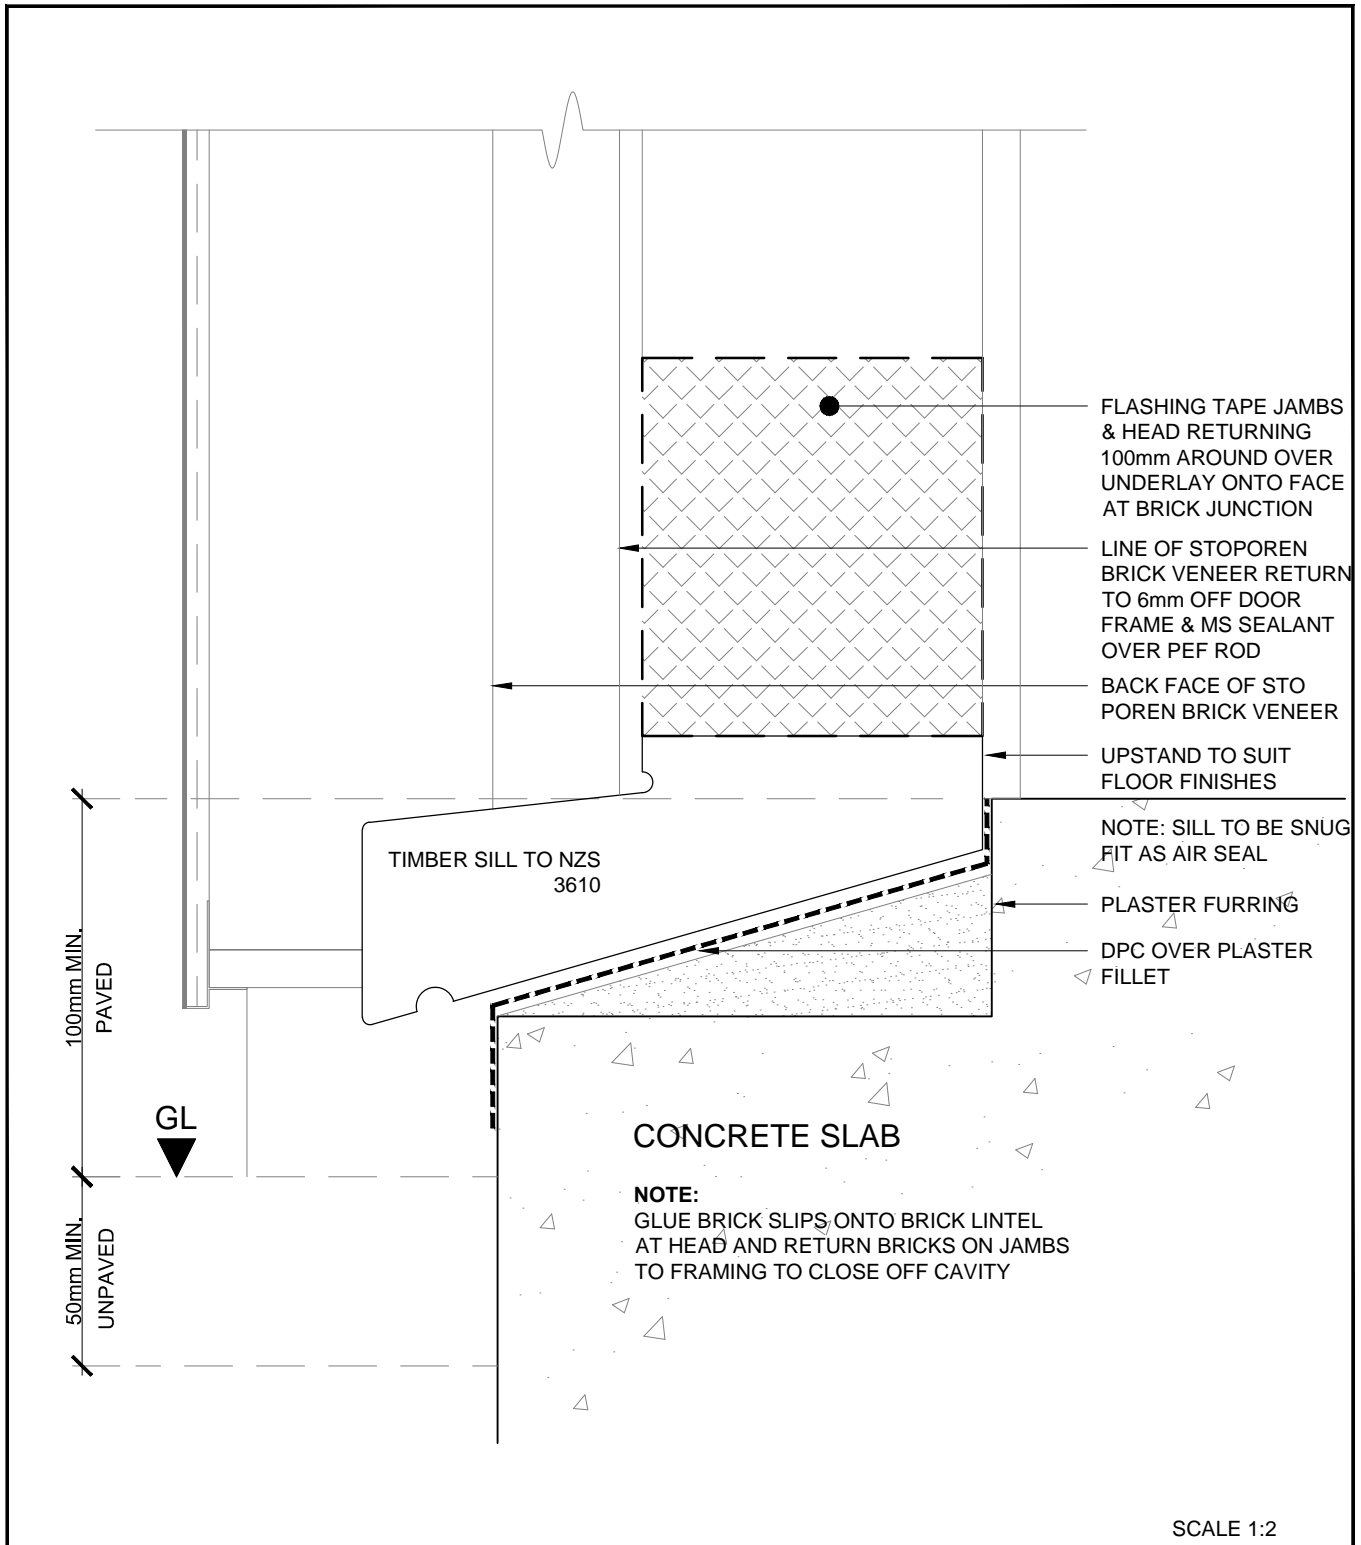 FLASHING TAPE JAMBS
& HEAD RETURNING
100mm AROUND OVER
UNDERLAY ONTO FACE
AT BRICK JUNCTION
LINE OF STOPOREN
BRICK VENEER RETURN
TO 6mm OFF DOOR
FRAME & MS SEALANT
OVER PEF ROD
BACK FACE OF STO
POREN BRICK VENEER
UPSTAND TO SUIT
FLOOR FINISHES
NOTE: SILL TO BE SNUG
FIT AS AIR SEAL
PLASTER FURRING
DPC OVER PLASTER
FILLET
TIMBER SILL TO NZS
3610
100mm MIN.
PAVED
GL
50mm MIN.
UNPAVED
CONCRETE SLAB
NOTE:
GLUE BRICK SLIPS ONTO BRICK LINTEL
AT HEAD AND RETURN BRICKS ON JAMBS
TO FRAMING TO CLOSE OFF CAVITY
SCALE 1:2